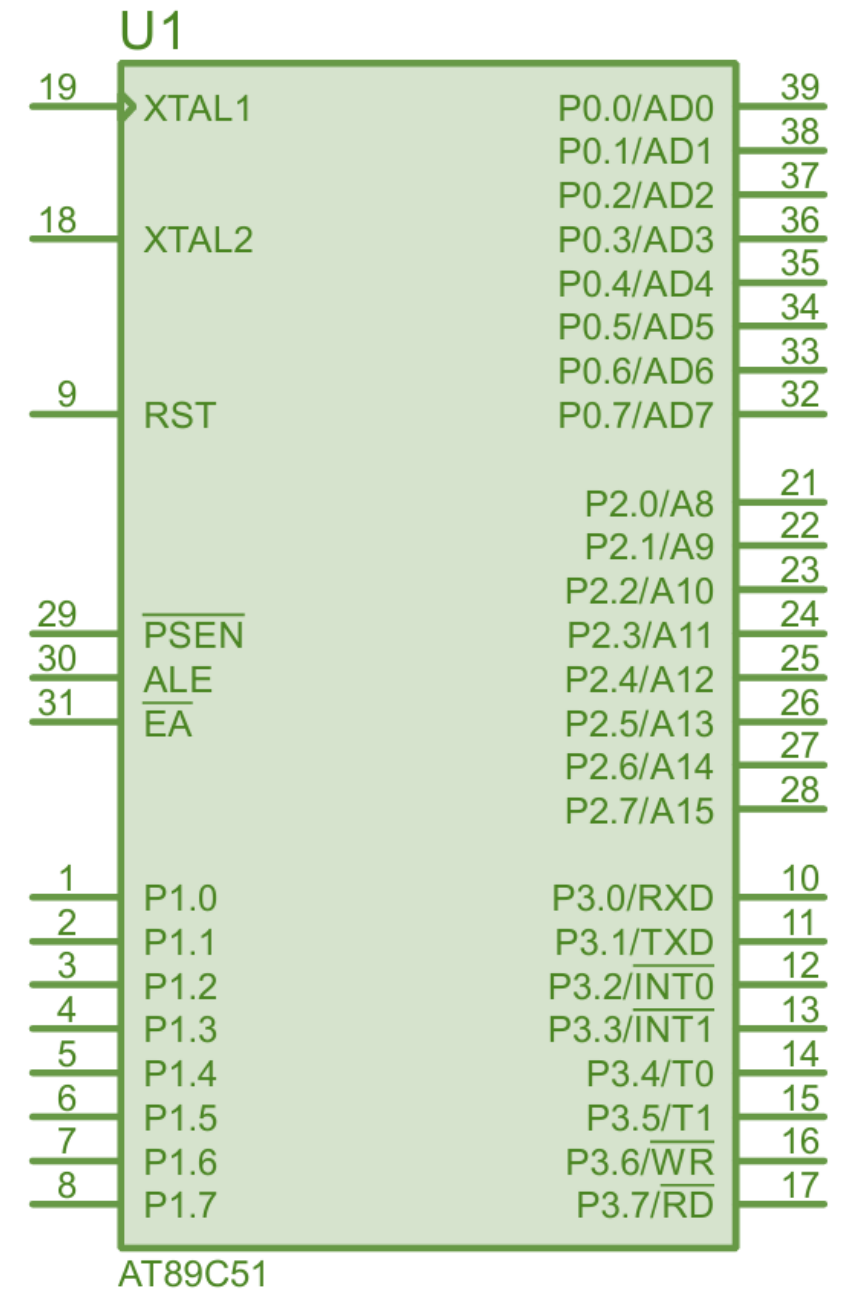 U1
19 XTAL1 P0.0/AD0 39
P0.1/AD1 38
P0.2/AD2 37
18 XTAL2 P0.3/AD3 36
P0.4/AD4 35
P0.5/AD5 34
P0.6/AD6 33
9 RST P0.7/AD7 32
P2.0/A8 21
P2.1/A9 22
P2.2/A10 23
29 PSEN P2.3/A11 24
30 ALE P2.4/A12 25
31 EA P2.5/A13 26
P2.6/A14 27
P2.7/A15 28
1 P1.0 P3.0/RXD 10
2 P1.1 P3.1/TXD 11
3 P1.2 P3.2/INT0 12
4 P1.3 P3.3/INT1 13
5 P1.4 P3.4/T0 14
6 P1.5 P3.5/T1 15
7 P1.6 P3.6/WR 16
8 P1.7 P3.7/RD 17
AT89C51